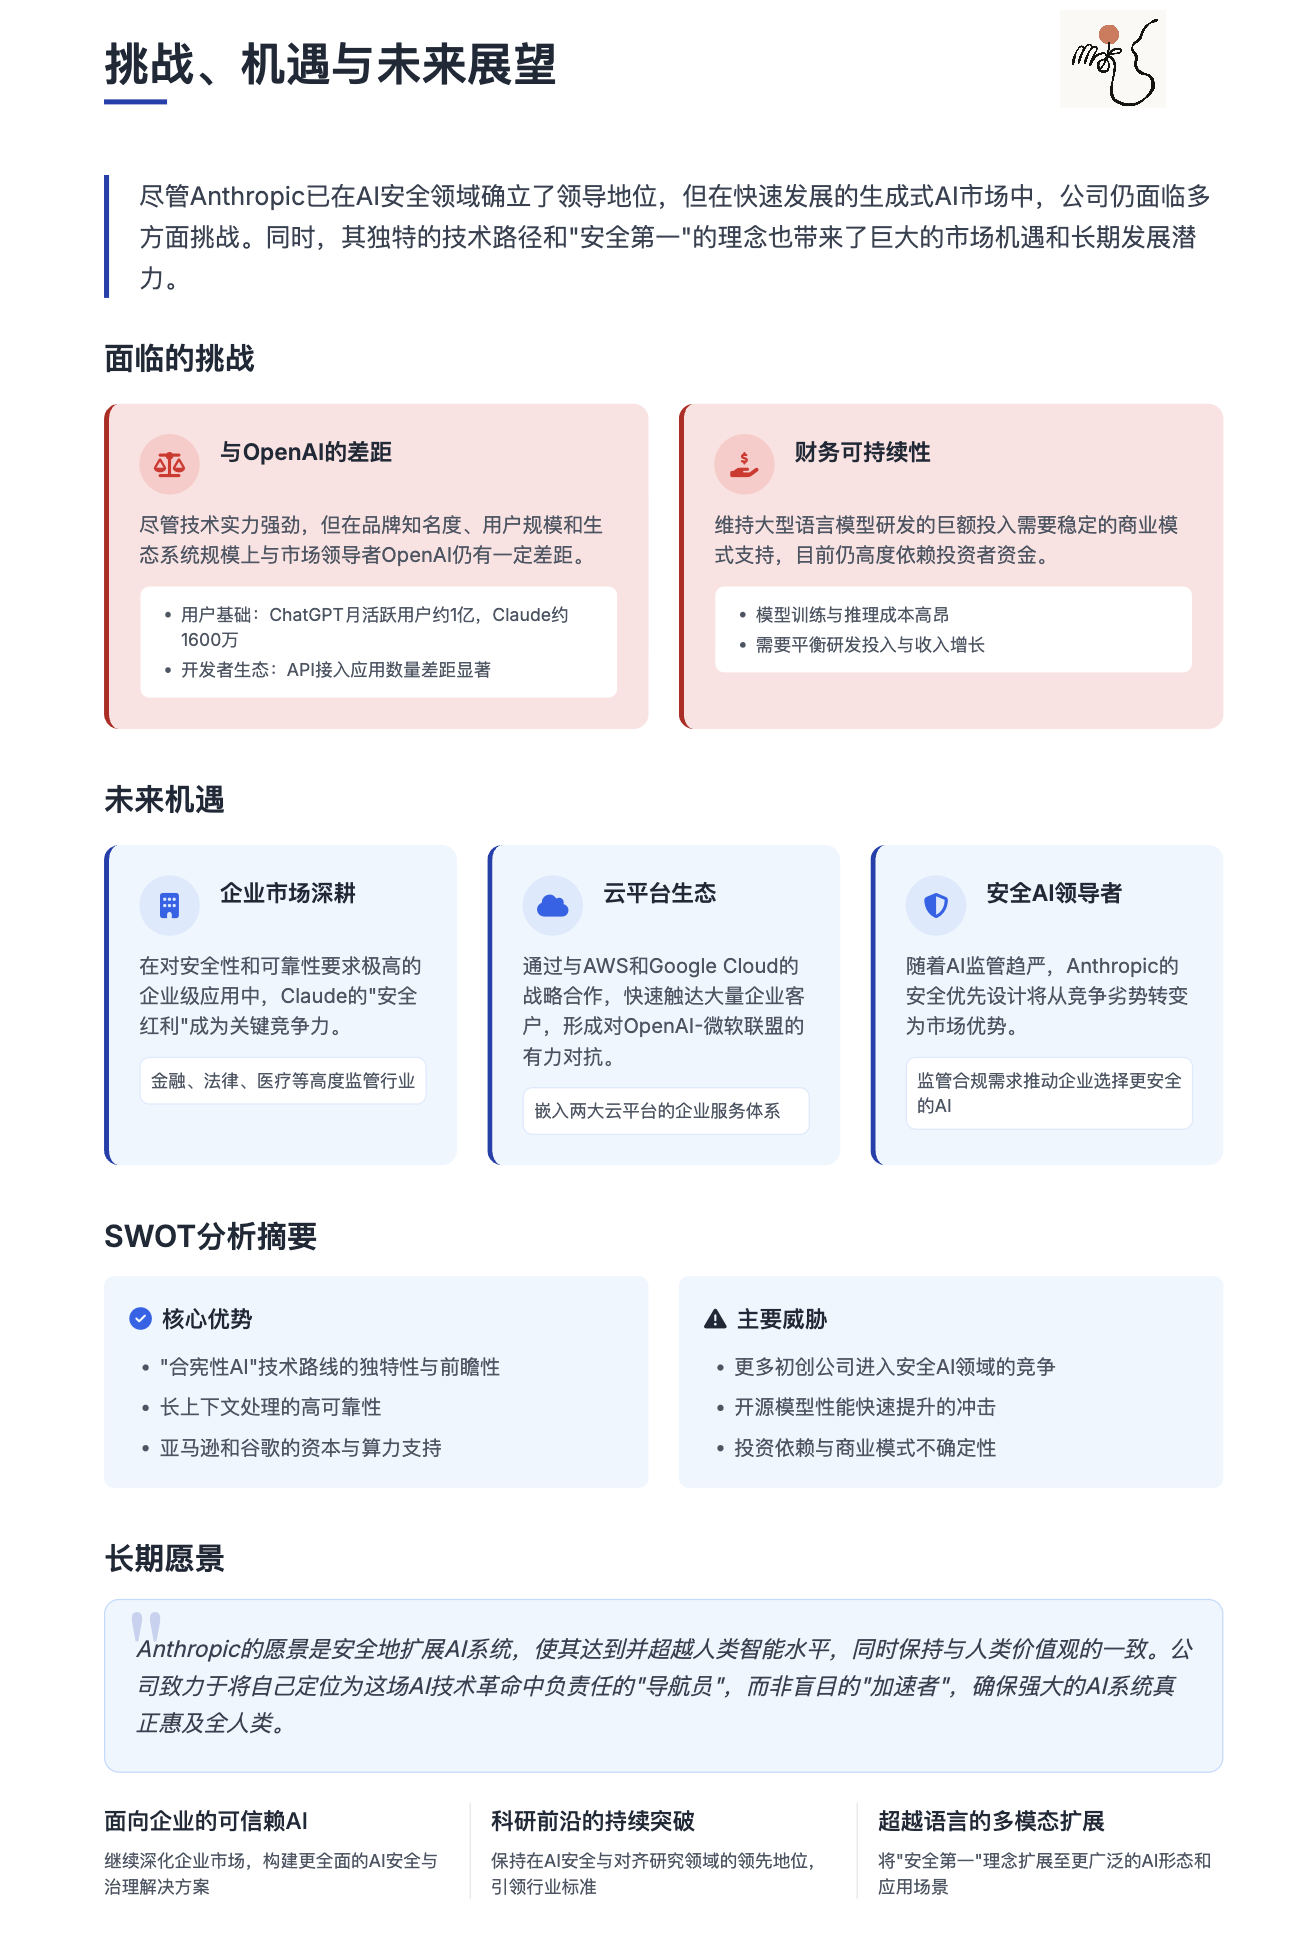 挑战、机遇与未来展望
尽管Anthropic已在AI安全领域确立了领导地位，但在快速发展的生成式AI市场中，公司仍面临多
方面挑战。同时，其独特的技术路径和"安全第一"的理念也带来了巨大的市场机遇和长期发展潜
力。
面临的挑战
与OpenAI的差距
尽管技术实力强劲，但在品牌知名度、用户规模和生
态系统规模上与市场领导者OpenAI仍有一定差距。
• 用户基础：ChatGPT月活跃用户约1亿，Claude约
1600万
• 开发者生态：API接入应用数量差距显著
财务可持续性
维持大型语言模型研发的巨额投入需要稳定的商业模
式支持，目前仍高度依赖投资者资金。
• 模型训练与推理成本高昂
• 需要平衡研发投入与收入增长
未来机遇
企业市场深耕
在对安全性和可靠性要求极高的
企业级应用中，Claude的"安全
红利"成为关键竞争力。
金融、法律、医疗等高度监管行业
云平台生态
通过与AWS和Google Cloud的
战略合作，快速触达大量企业客
户，形成对OpenAI-微软联盟的
有力对抗。
嵌入两大云平台的企业服务体系
安全AI领导者
随着AI监管趋严，Anthropic的
安全优先设计将从竞争劣势转变
为市场优势。
监管合规需求推动企业选择更安全
的AI
SWOT分析摘要
核心优势
• "合宪性AI"技术路线的独特性与前瞻性
• 长上下文处理的高可靠性
• 亚马逊和谷歌的资本与算力支持
主要威胁
• 更多初创公司进入安全AI领域的竞争
• 开源模型性能快速提升的冲击
• 投资依赖与商业模式不确定性
长期愿景
"
Anthropic的愿景是安全地扩展AI系统，使其达到并超越人类智能水平，同时保持与人类价值观的一致。公
司致力于将自己定位为这场AI技术革命中负责任的"导航员"，而非盲目的"加速者"，确保强大的AI系统真
正惠及全人类。
面向企业的可信赖AI
继续深化企业市场，构建更全面的AI安全与
治理解决方案
科研前沿的持续突破
保持在AI安全与对齐研究领域的领先地位，
引领行业标准
超越语言的多模态扩展
将"安全第一"理念扩展至更广泛的AI形态和
应用场景